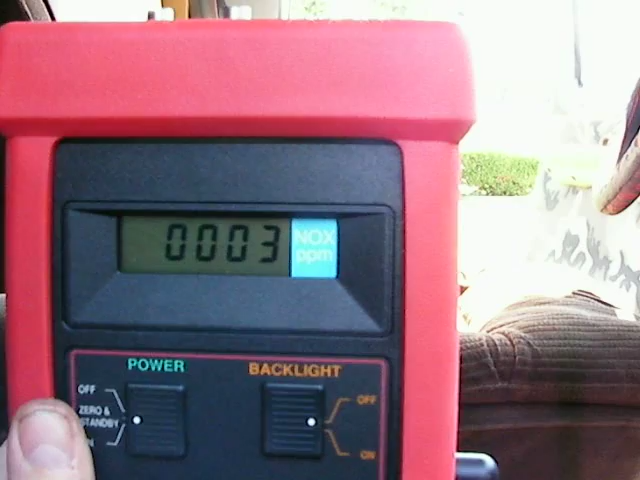 0003
NOX
ppm
POWER
BACKLIGHT
OFF
ZERO &
STANDBY
OFF
ON